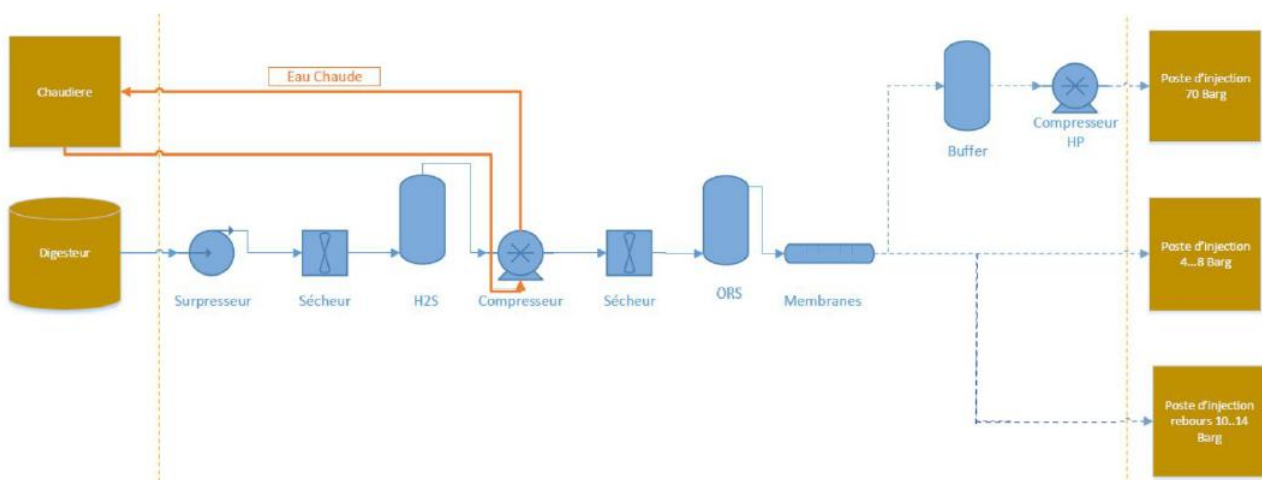 Eau Chaude
Chaudiere
Poste d'injection
70 Barg
Buffer
Compresseur
HP
Digesteur
Surpresseur
Sécheur
H2S
Compresseur
Sécheur
ORS
Membranes
Poste d'injection
4...8 Barg
Poste d'injection
rebours 10..14
Barg